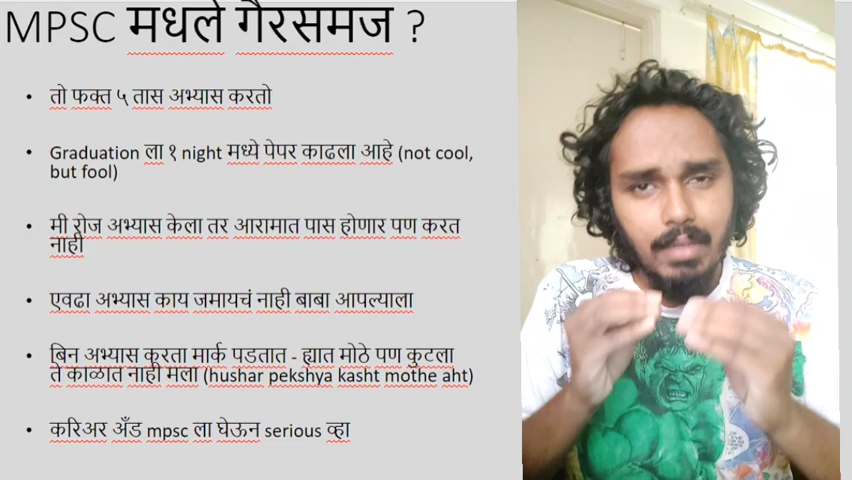 MPSC मधले गैरसमज ?
• तो फक्त ५ तास अभ्यास करतो
• Graduation ला १ night मध्ये पेपर काढला आहे (not cool,
but fool)
• मी रोज अभ्यास केला तर आरामात पास होणार पण करत
नाही
• एवढा अभ्यास काय जमायचं नाही बाबा आपल्याला
• बिन अभ्यास करता मार्क पडतात - ह्यात मोठे पण कुटला
ते काळात नाही मला (hushar pekshya kasht mothe aht)
• करिअर अँड mpsc ला घेऊन serious व्हा